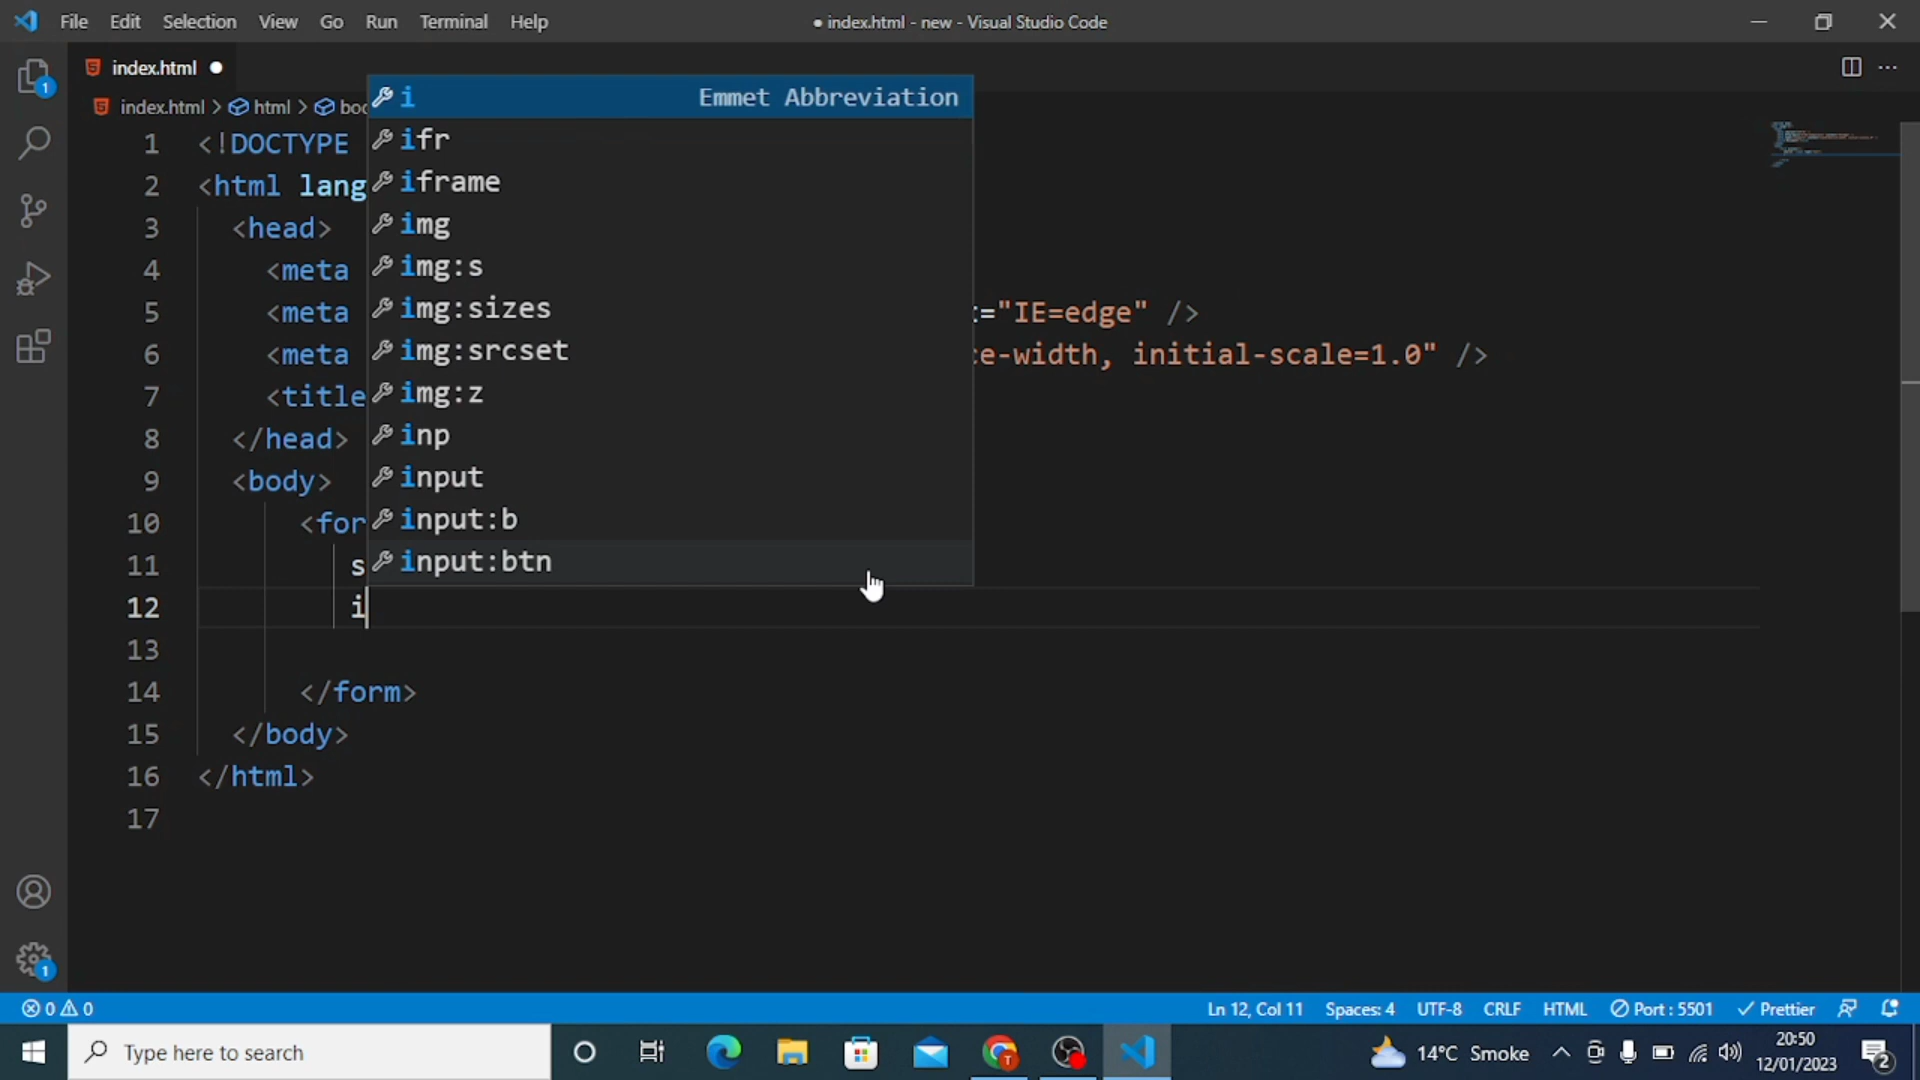 File Edit Selection View Go Run Terminal Help
● index.html - new - Visual Studio Code
index.html ●
index.html > html > boc
i Emmet Abbreviation
ifr
iframe
img
img:s
img:sizes
img:srcset
img:z
inp
input
input:b
input:btn
1 <!DOCTYPE
2 <html lang
3 <head>
4 <meta
5 <meta ="IE=edge" />
6 <meta ce-width, initial-scale=1.0" />
7 <title
8 </head>
9 <body>
10 <for
11 s
12 i
13
14 </form>
15 </body>
16 </html>
17
1
1
0 0 Ln 12, Col 11 Spaces: 4 UTF-8 CRLF HTML Port : 5501 Prettier
Type here to search
T
14°C Smoke
20:50
12/01/2023
2